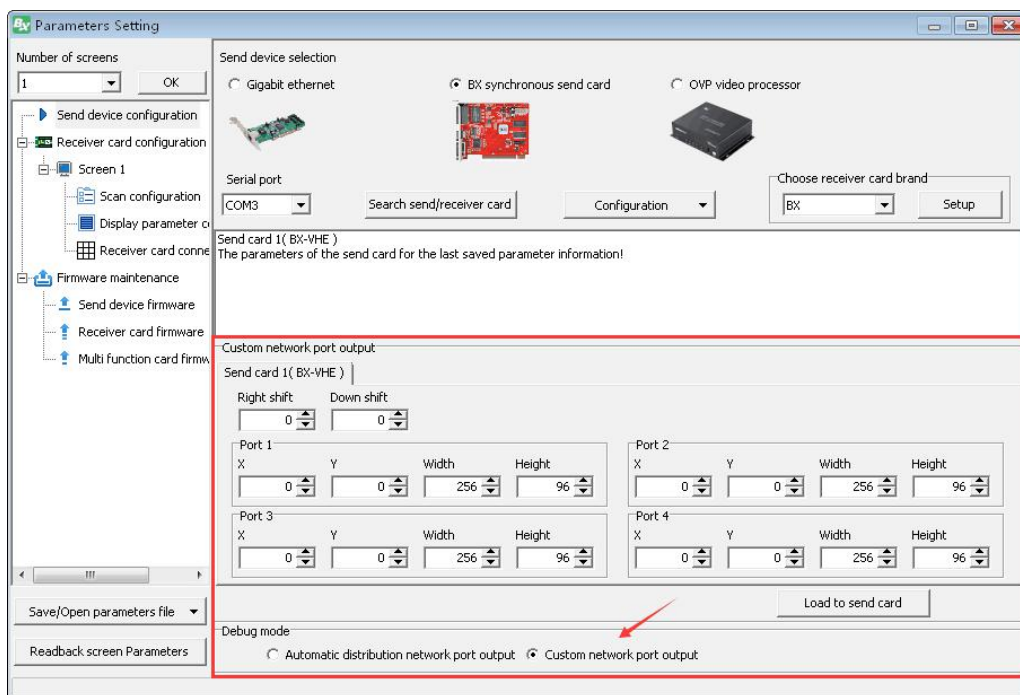 BX Parameters Setting
Number of screens
1
OK
Send device configuration
Receiver card configuration
Screen 1
Scan configuration
Display parameter c
Receiver card conne
Firmware maintenance
Send device firmware
Receiver card firmware
Multi function card firmw
Save/Open parameters file
Readback screen Parameters
Send device selection
Gigabit ethernet
BX synchronous send card
OVP video processor
Serial port
COM3
Search send/receiver card
Configuration
Choose receiver card brand
BX
Setup
Send card 1( BX-VHE )
The parameters of the send card for the last saved parameter information!
Custom network port output
Send card 1( BX-VHE )
Right shift Down shift
0 0
Port 1
X Y Width Height
0 0 256 96
Port 2
X Y Width Height
0 0 256 96
Port 3
X Y Width Height
0 0 256 96
Port 4
X Y Width Height
0 0 256 96
Load to send card
Debug mode
Automatic distribution network port output Custom network port output